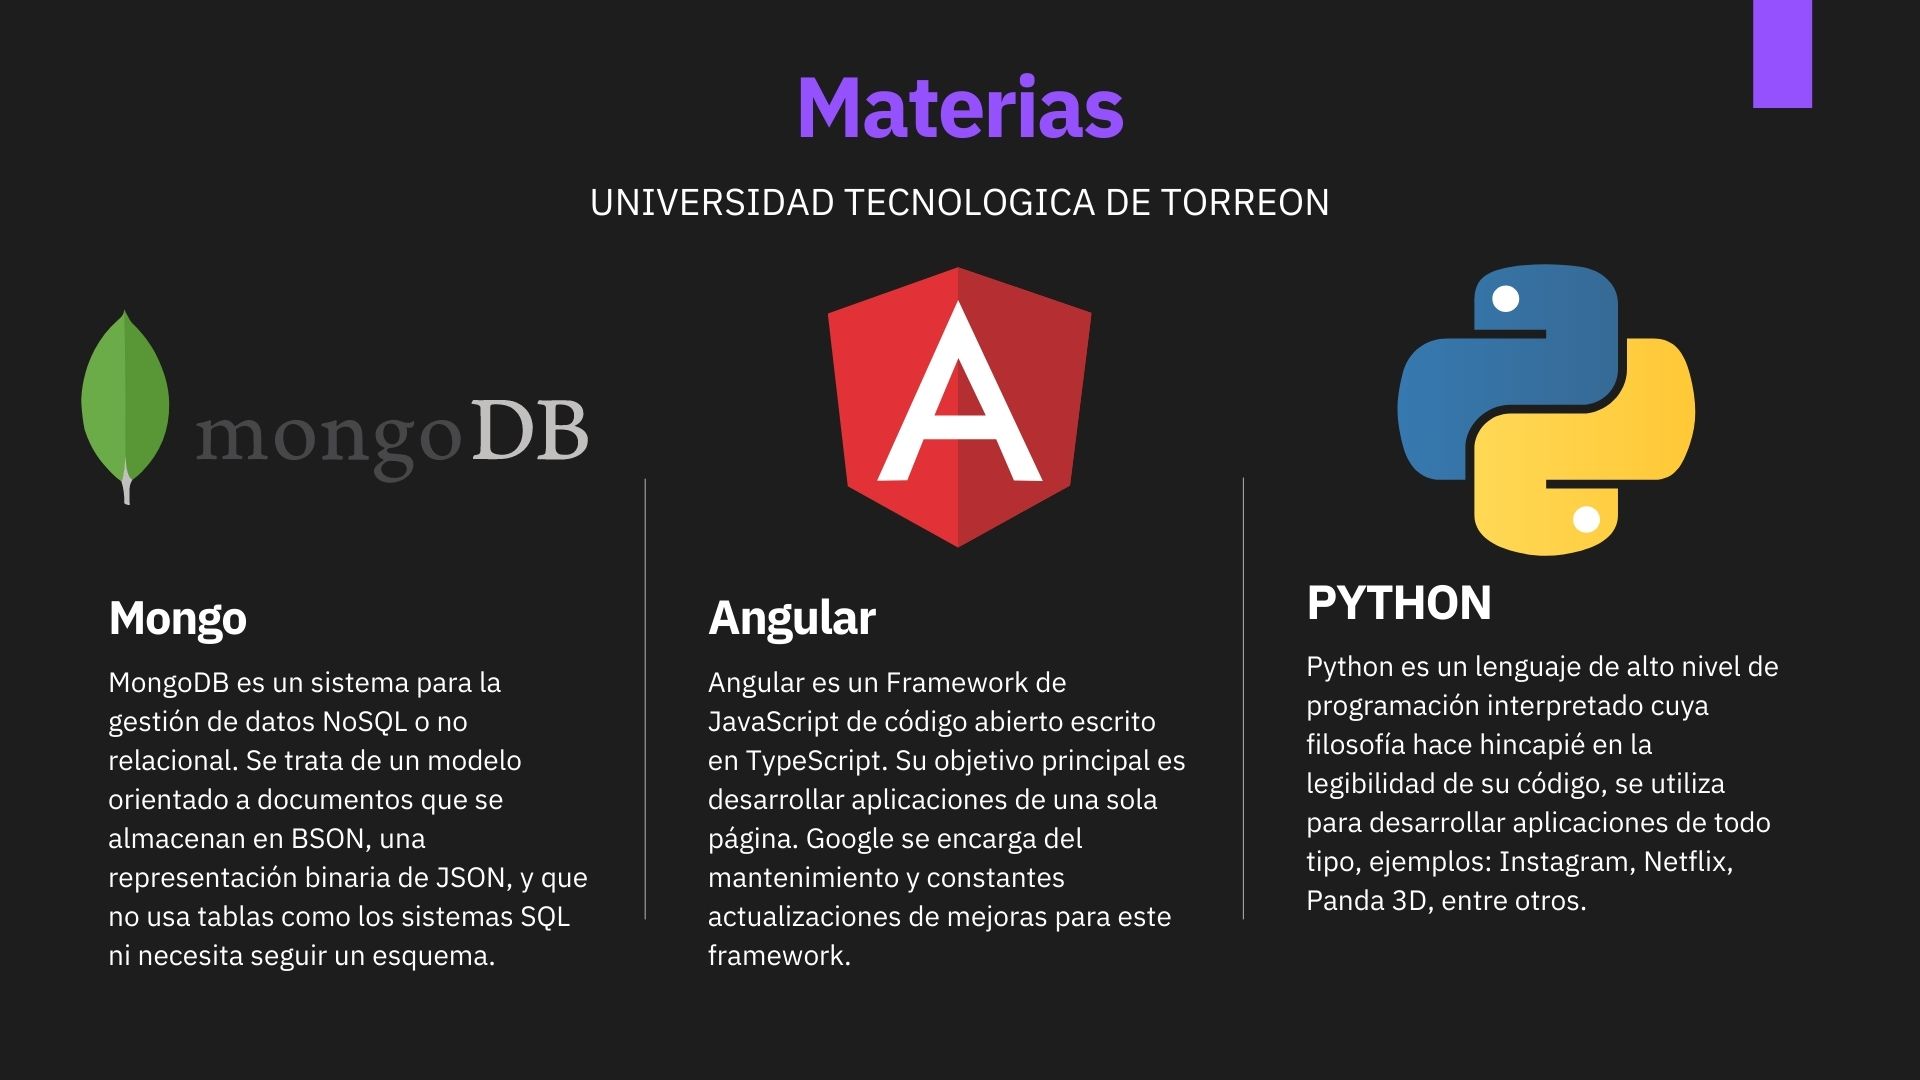 Materias
UNIVERSIDAD TECNOLOGICA DE TORREON
mongoDB
A
Mongo
MongoDB es un sistema para la
gestión de datos NoSQL o no
relacional. Se trata de un modelo
orientado a documentos que se
almacenan en BSON, una
representación binaria de JSON, y que
no usa tablas como los sistemas SQL
ni necesita seguir un esquema.
Angular
Angular es un Framework de
JavaScript de código abierto escrito
en TypeScript. Su objetivo principal es
desarrollar aplicaciones de una sola
página. Google se encarga del
mantenimiento y constantes
actualizaciones de mejoras para este
framework.
PYTHON
Python es un lenguaje de alto nivel de
programación interpretado cuya
filosofía hace hincapié en la
legibilidad de su código, se utiliza
para desarrollar aplicaciones de todo
tipo, ejemplos: Instagram, Netflix,
Panda 3D, entre otros.